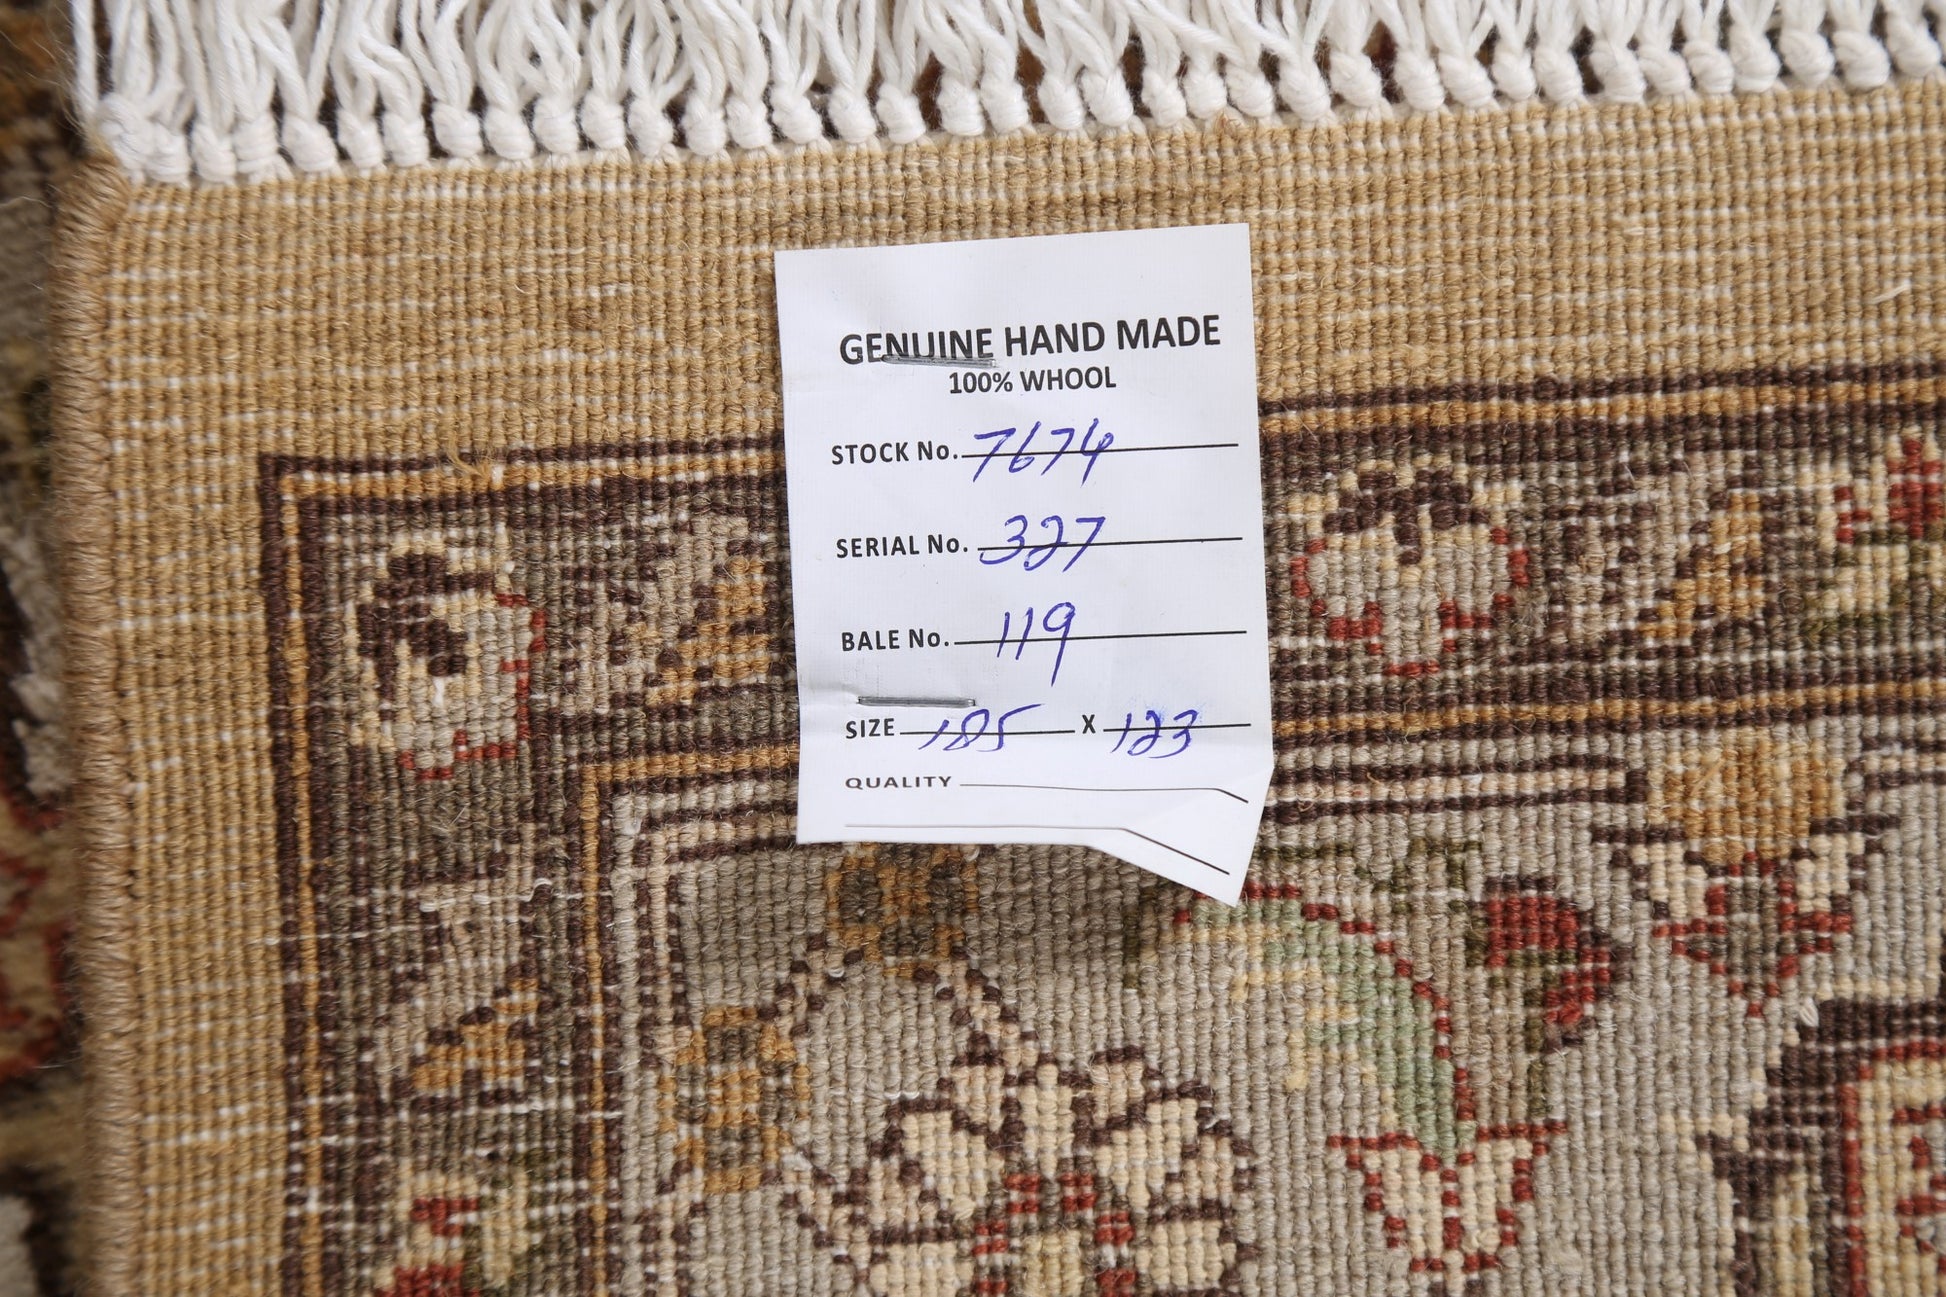 GENUINE HAND MADE
100% WHOOL
STOCK No. 7674
SERIAL No. 327
BALE No. 119
SIZE 185 X 123
QUALITY